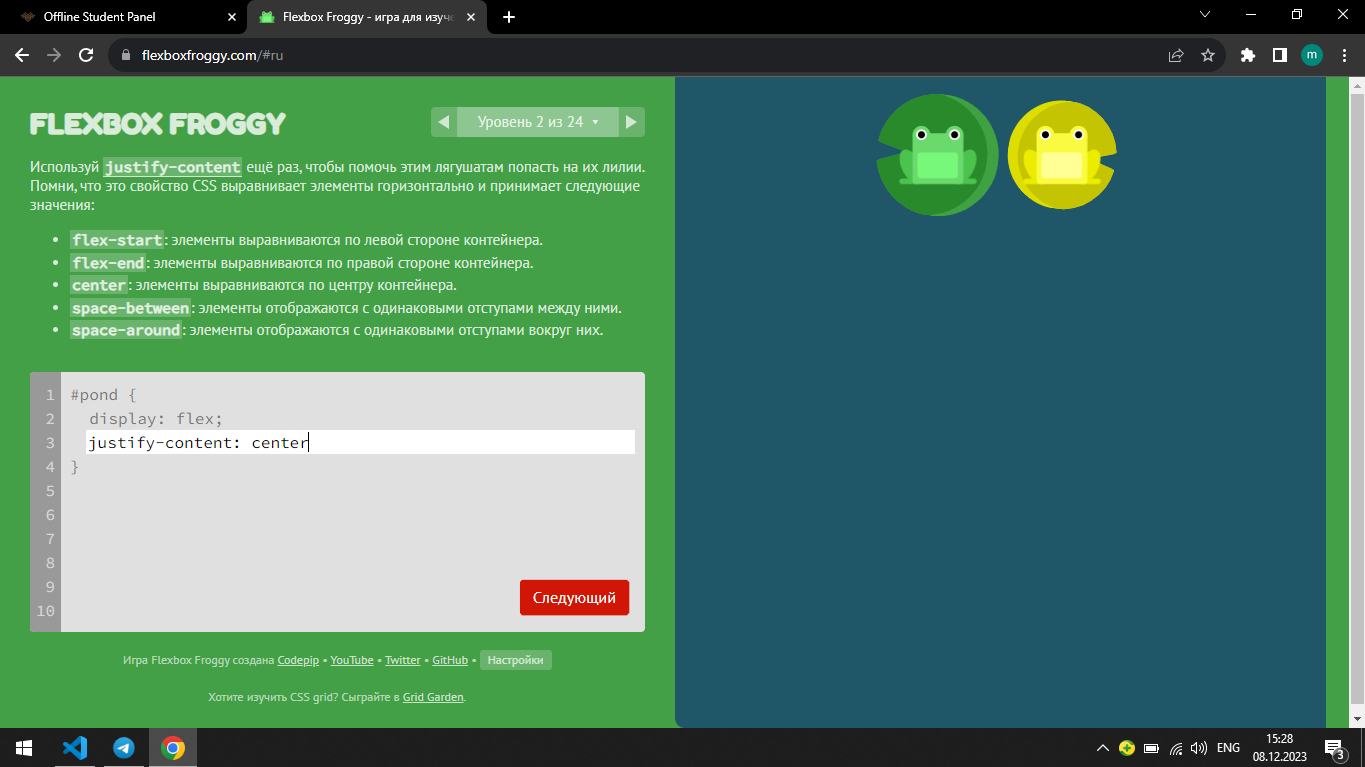 Offline Student Panel
Flexbox Froggy - игра для изуче
flexboxfroggy.com/#ru
m
FLEXBOX FROGGY
Уровень 2 из 24
Используй justify-content ещё раз, чтобы помочь этим лягушатам попасть на их лилии.
Помни, что это свойство CSS выравнивает элементы горизонтально и принимает следующие
значения:
flex-start: элементы выравниваются по левой стороне контейнера.
flex-end: элементы выравниваются по правой стороне контейнера.
center: элементы выравниваются по центру контейнера.
space-between: элементы отображаются с одинаковыми отступами между ними.
space-around: элементы отображаются с одинаковыми отступами вокруг них.
1 #pond {
2 display: flex;
3 justify-content: center
4 }
5
6
7
8
9
10
Следующий
Игра Flexbox Froggy создана Codepip • YouTube • Twitter • GitHub • Настройки
Хотите изучить CSS grid? Сыграйте в Grid Garden.
ENG
15:28
08.12.2023
3